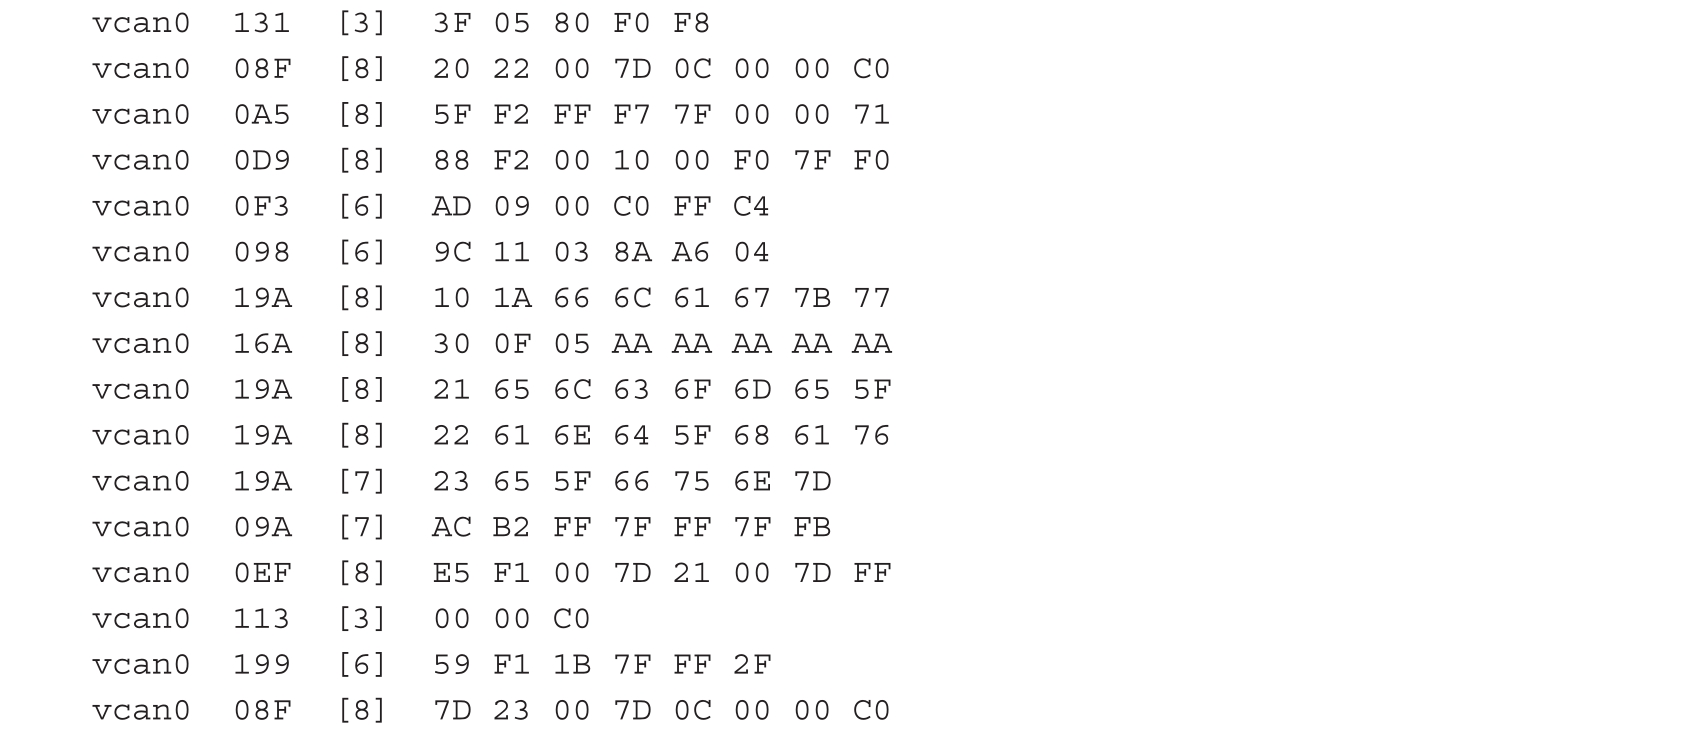 vcan0 131 [3] 3F 05 80 F0 F8
vcan0 08F [8] 20 22 00 7D 0C 00 00 C0
vcan0 0A5 [8] 5F F2 FF F7 7F 00 00 71
vcan0 0D9 [8] 88 F2 00 10 00 F0 7F F0
vcan0 0F3 [6] AD 09 00 C0 FF C4
vcan0 098 [6] 9C 11 03 8A A6 04
vcan0 19A [8] 10 1A 66 6C 61 67 7B 77
vcan0 16A [8] 30 0F 05 AA AA AA AA AA
vcan0 19A [8] 21 65 6C 63 6F 6D 65 5F
vcan0 19A [8] 22 61 6E 64 5F 68 61 76
vcan0 19A [7] 23 65 5F 66 75 6E 7D
vcan0 09A [7] AC B2 FF 7F FF 7F FB
vcan0 0EF [8] E5 F1 00 7D 21 00 7D FF
vcan0 113 [3] 00 00 C0
vcan0 199 [6] 59 F1 1B 7F FF 2F
vcan0 08F [8] 7D 23 00 7D 0C 00 00 C0